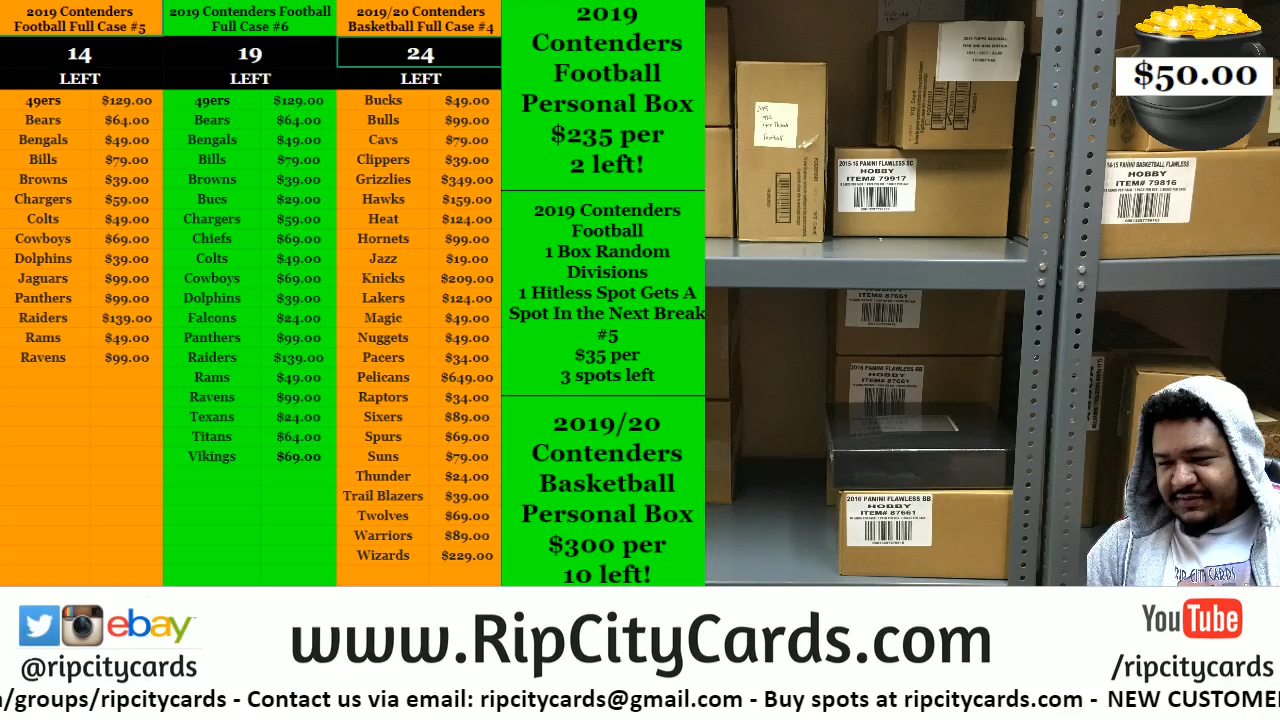 2019 Contenders
Football Full Case #5
14
LEFT
49ers $129.00
Bears $64.00
Bengals $49.00
Bills $79.00
Browns $39.00
Chargers $59.00
Colts $49.00
Cowboys $69.00
Dolphins $39.00
Jaguars $99.00
Panthers $99.00
Raiders $139.00
Rams $49.00
Ravens $99.00
2019 Contenders Football
Full Case #6
19
LEFT
49ers $129.00
Bears $64.00
Bengals $49.00
Bills $79.00
Browns $39.00
Bucs $29.00
Chargers $59.00
Chiefs $69.00
Colts $49.00
Cowboys $69.00
Dolphins $39.00
Falcons $24.00
Panthers $99.00
Raiders $139.00
Rams $49.00
Ravens $99.00
Texans $24.00
Titans $64.00
Vikings $69.00
2019/20 Contenders
Basketball Full Case #4
24
LEFT
Bucks $49.00
Bulls $99.00
Cavs $79.00
Clippers $39.00
Grizzlies $349.00
Hawks $159.00
Heat $124.00
Hornets $99.00
Jazz $19.00
Knicks $209.00
Lakers $124.00
Magic $49.00
Nuggets $49.00
Pacers $34.00
Pelicans $649.00
Raptors $34.00
Sixers $89.00
Spurs $69.00
Suns $79.00
Thunder $24.00
Trail Blazers $39.00
Twolves $69.00
Warriors $89.00
Wizards $229.00
2019
Contenders
Football
Personal Box
$235 per
2 left!
2019 Contenders
Football
1 Box Random
Divisions
1 Hitless Spot Gets A
Spot In the Next Break
#5
$35 per
3 spots left
2019/20
Contenders
Basketball
Personal Box
$300 per
10 left!
$50.00
2015-16 PANINI FLAWLESS SC
HOBBY
ITEM# 79917
14-15 PANINI BASKETBALL FLAWLESS
HOBBY
ITEM# 79816
ITEM# 87661
2016 PANINI FLAWLESS BB
HOBBY
ITEM# 87661
2016 PANINI FLAWLESS BB
HOBBY
ITEM# 87661
RIP CITY CARDS
ebay
@ripcitycards
www.RipCityCards.com
YouTube
/ripcitycards
/groups/ripcitycards - Contact us via email: ripcitycards@gmail.com - Buy spots at ripcitycards.com - NEW CUSTOME